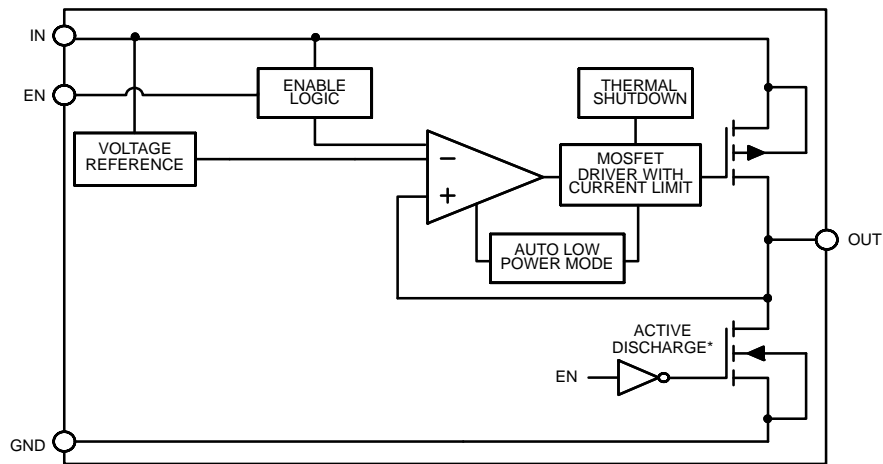 IN
EN
ENABLE
LOGIC
THERMAL
SHUTDOWN
VOLTAGE
REFERENCE
−
+
MOSFET
DRIVER WITH
CURRENT LIMIT
AUTO LOW
POWER MODE
OUT
ACTIVE
DISCHARGE*
EN
GND